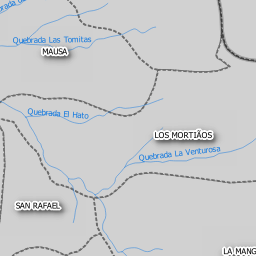 Quebrada Las Tomitas
MAUSA
Quebrada El Hato
LOS MORTIÃOS
Quebrada La Venturosa
SAN RAFAEL
LA MANG